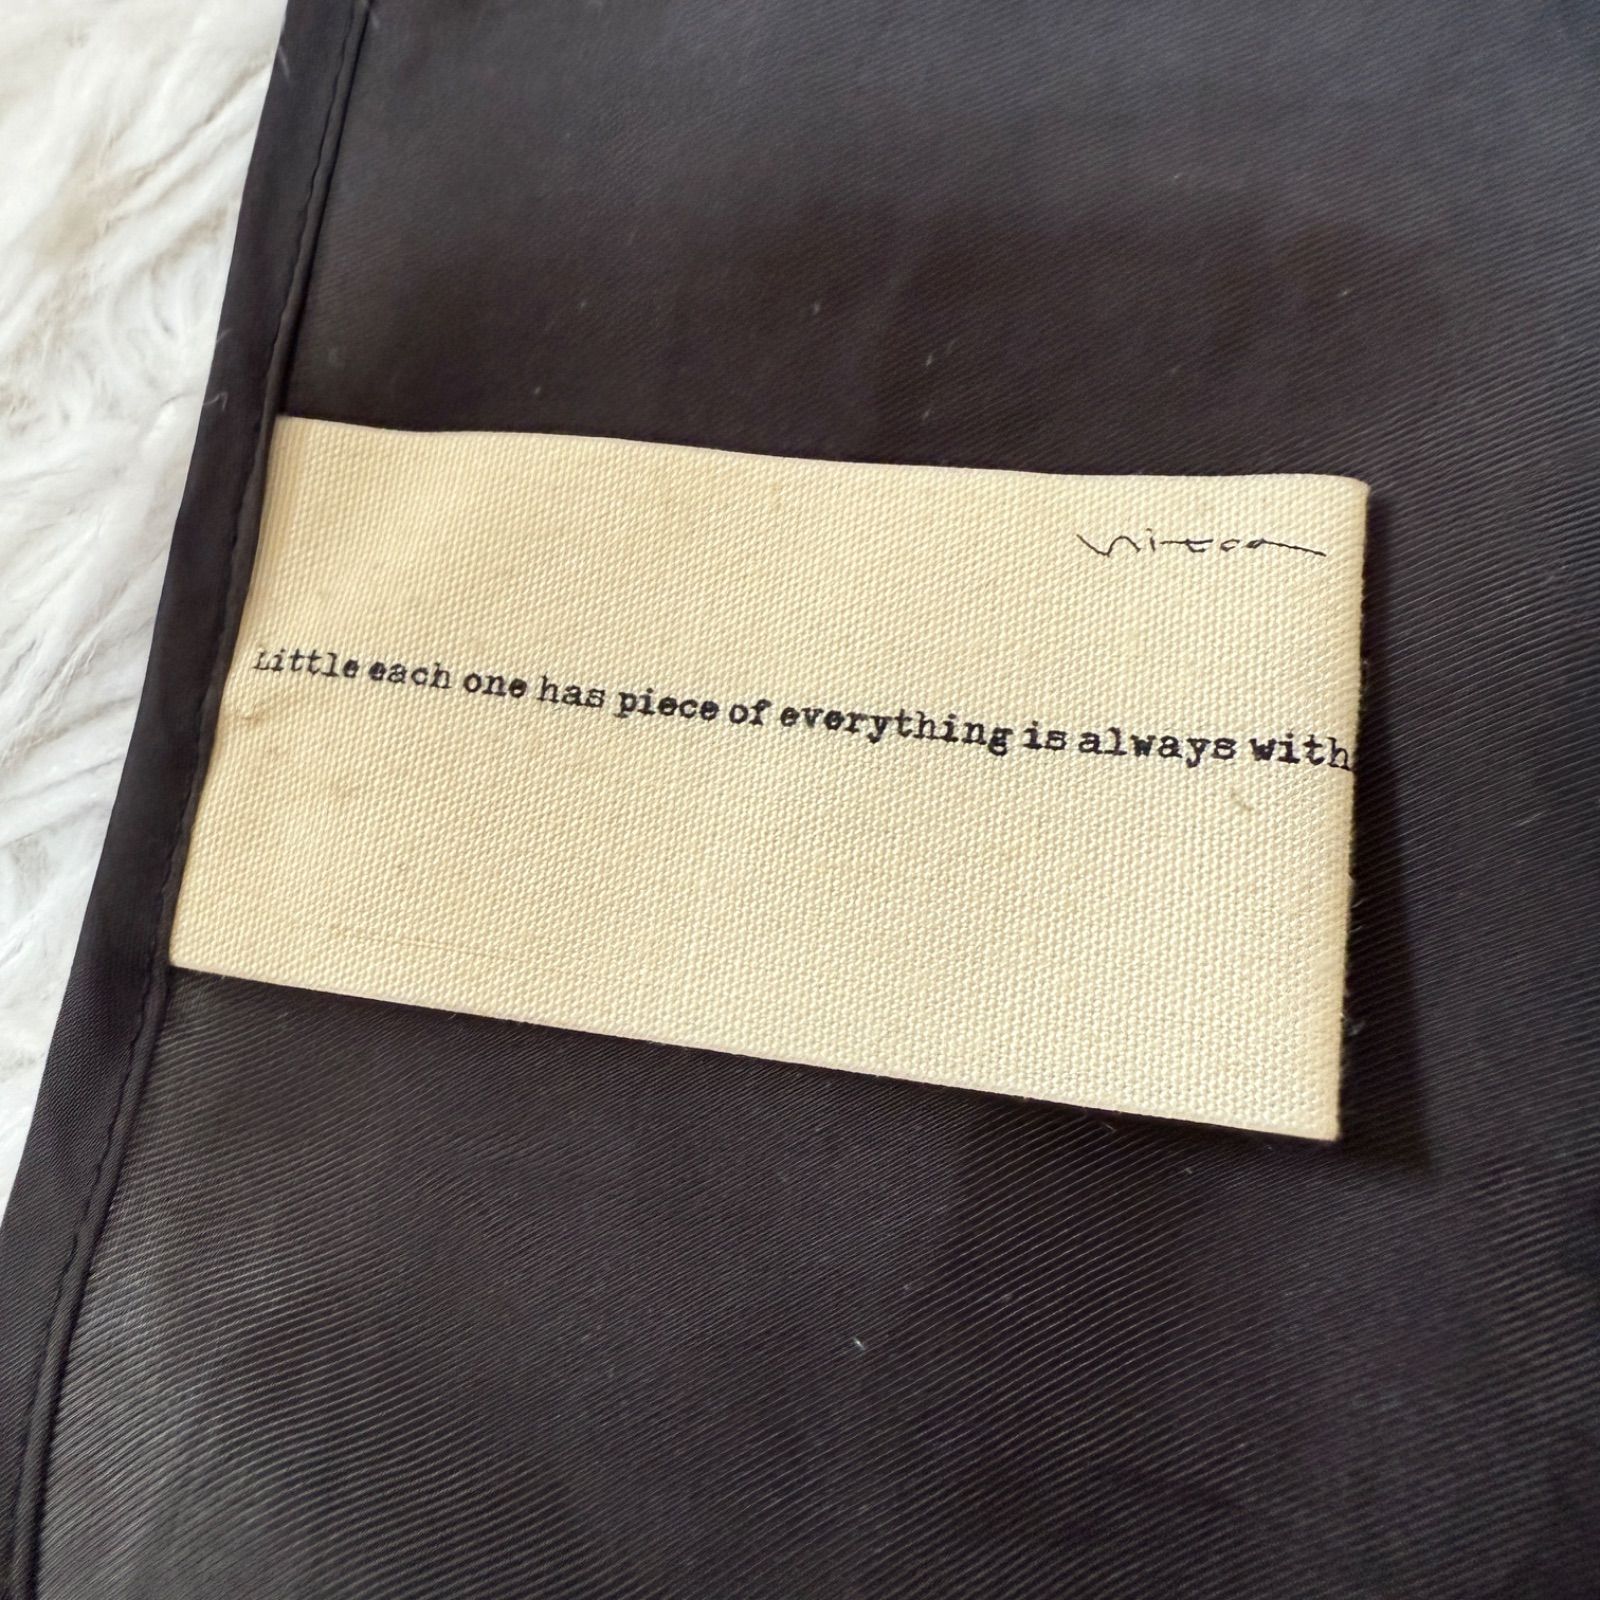 Little each one has piece of everything is always with